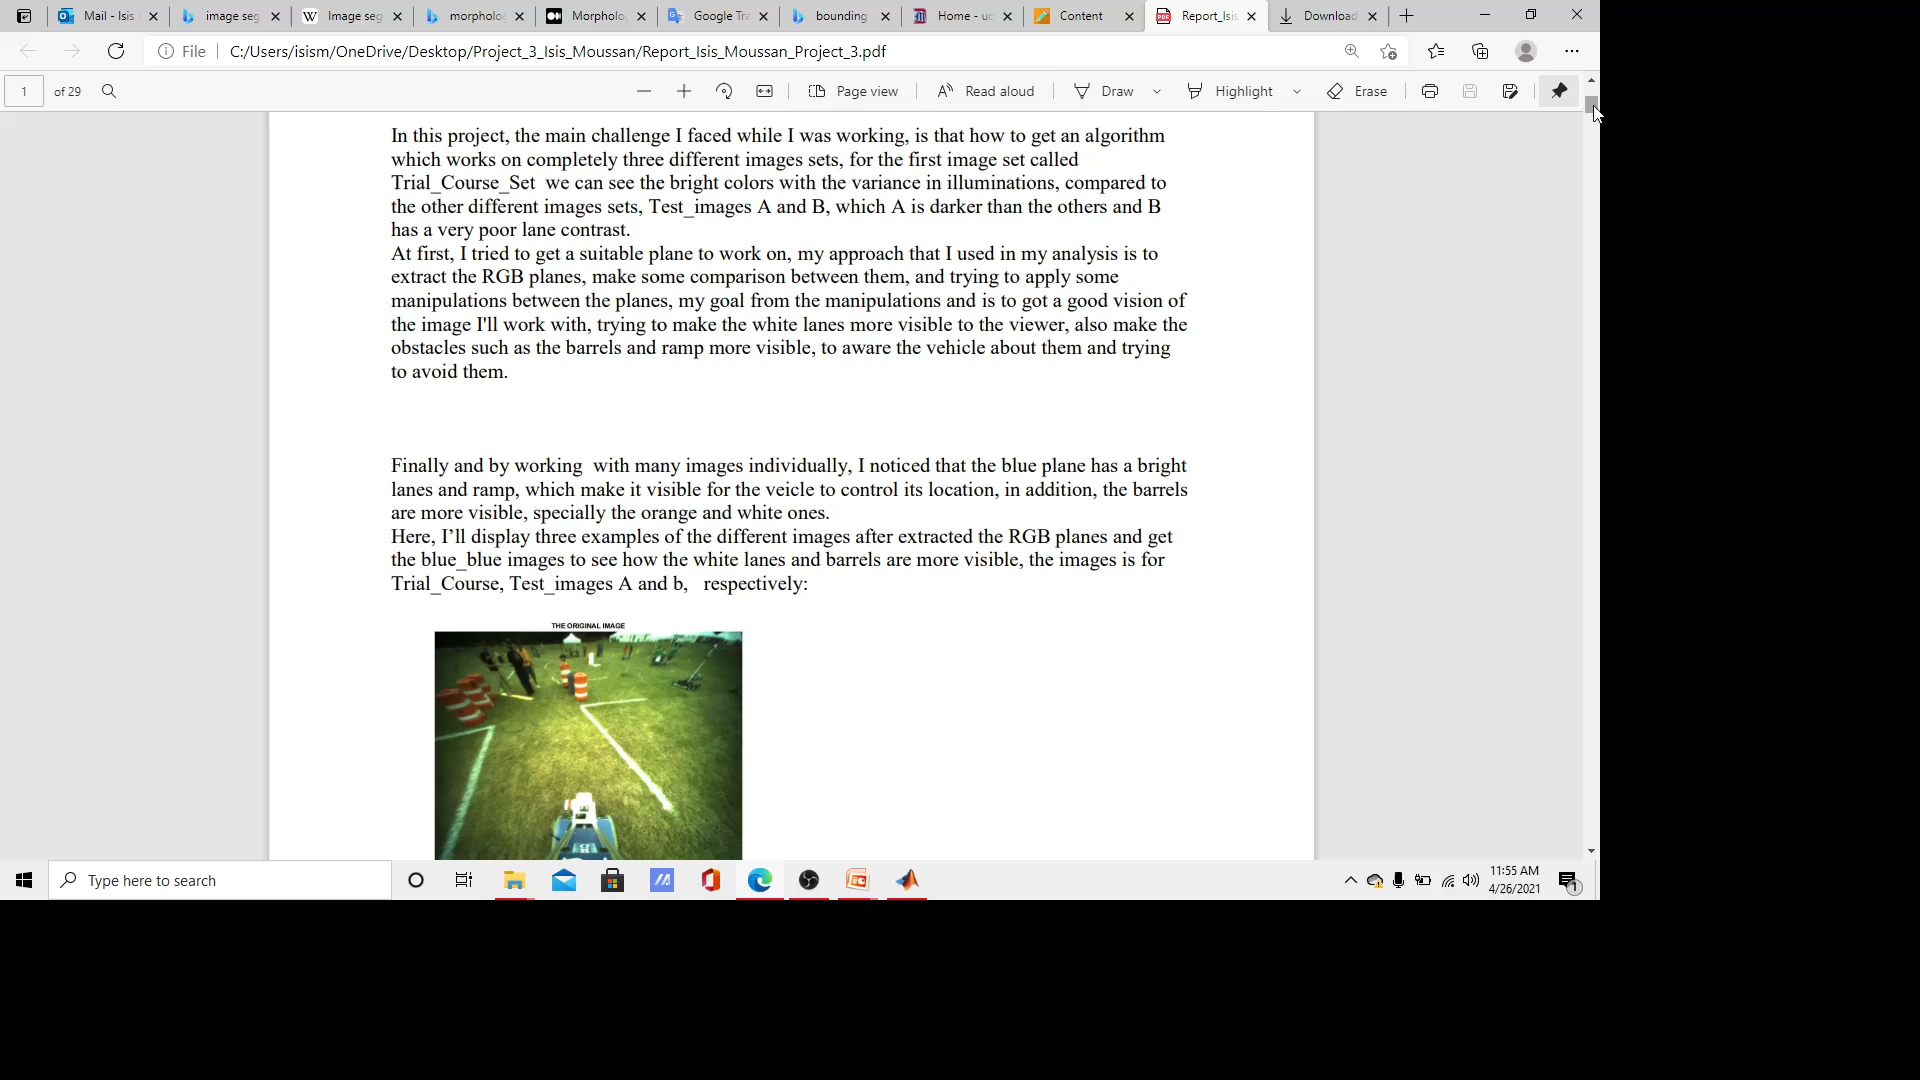 Mail - Isis
image seg
Image seg
morpholog
Morpholo
Google Tra
bounding
Home - uc
Content
Report_Isis
Download
File
C:/Users/isism/OneDrive/Desktop/Project_3_Isis_Moussan/Report_Isis_Moussan_Project_3.pdf
1 of 29
Page view
Read aloud
Draw
Highlight
Erase
In this project, the main challenge I faced while I was working, is that how to get an algorithm
which works on completely three different images sets, for the first image set called
Trial_Course_Set we can see the bright colors with the variance in illuminations, compared to
the other different images sets, Test_images A and B, which A is darker than the others and B
has a very poor lane contrast.
At first, I tried to get a suitable plane to work on, my approach that I used in my analysis is to
extract the RGB planes, make some comparison between them, and trying to apply some
manipulations between the planes, my goal from the manipulations and is to got a good vision of
the image I'll work with, trying to make the white lanes more visible to the viewer, also make the
obstacles such as the barrels and ramp more visible, to aware the vehicle about them and trying
to avoid them.
Finally and by working with many images individually, I noticed that the blue plane has a bright
lanes and ramp, which make it visible for the veicle to control its location, in addition, the barrels
are more visible, specially the orange and white ones.
Here, I'll display three examples of the different images after extracted the RGB planes and get
the blue_blue images to see how the white lanes and barrels are more visible, the images is for
Trial_Course, Test_images A and b, respectively:
THE ORIGINAL IMAGE
Type here to search
11:55 AM
4/26/2021
1